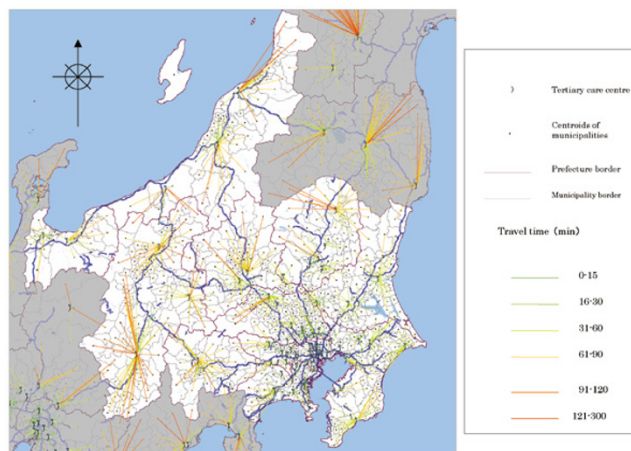 Tertiary care centre
Centroids of
municipalities
Prefecture border
Municipality border
Travel time (min)
0-15
16-30
31-60
61-90
91-120
121-300